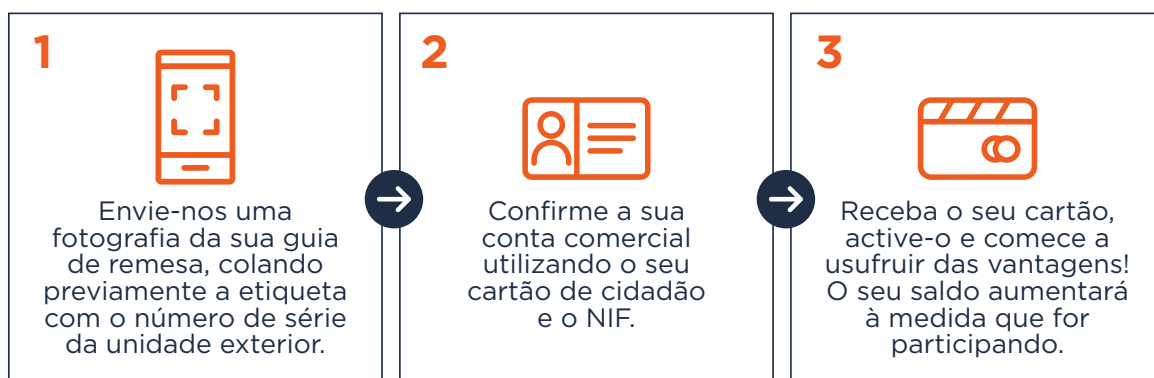 1
Envie-nos uma
fotografia da sua guia
de remesa, colando
previamente a etiqueta
com o número de série
da unidade exterior.
2
Confirme a sua
conta comercial
utilizando o seu
cartão de cidadão
e o NIF.
3
Receba o seu cartão,
active-o e comece a
usufruir das vantagens!
O seu saldo aumentará
à medida que for
participando.